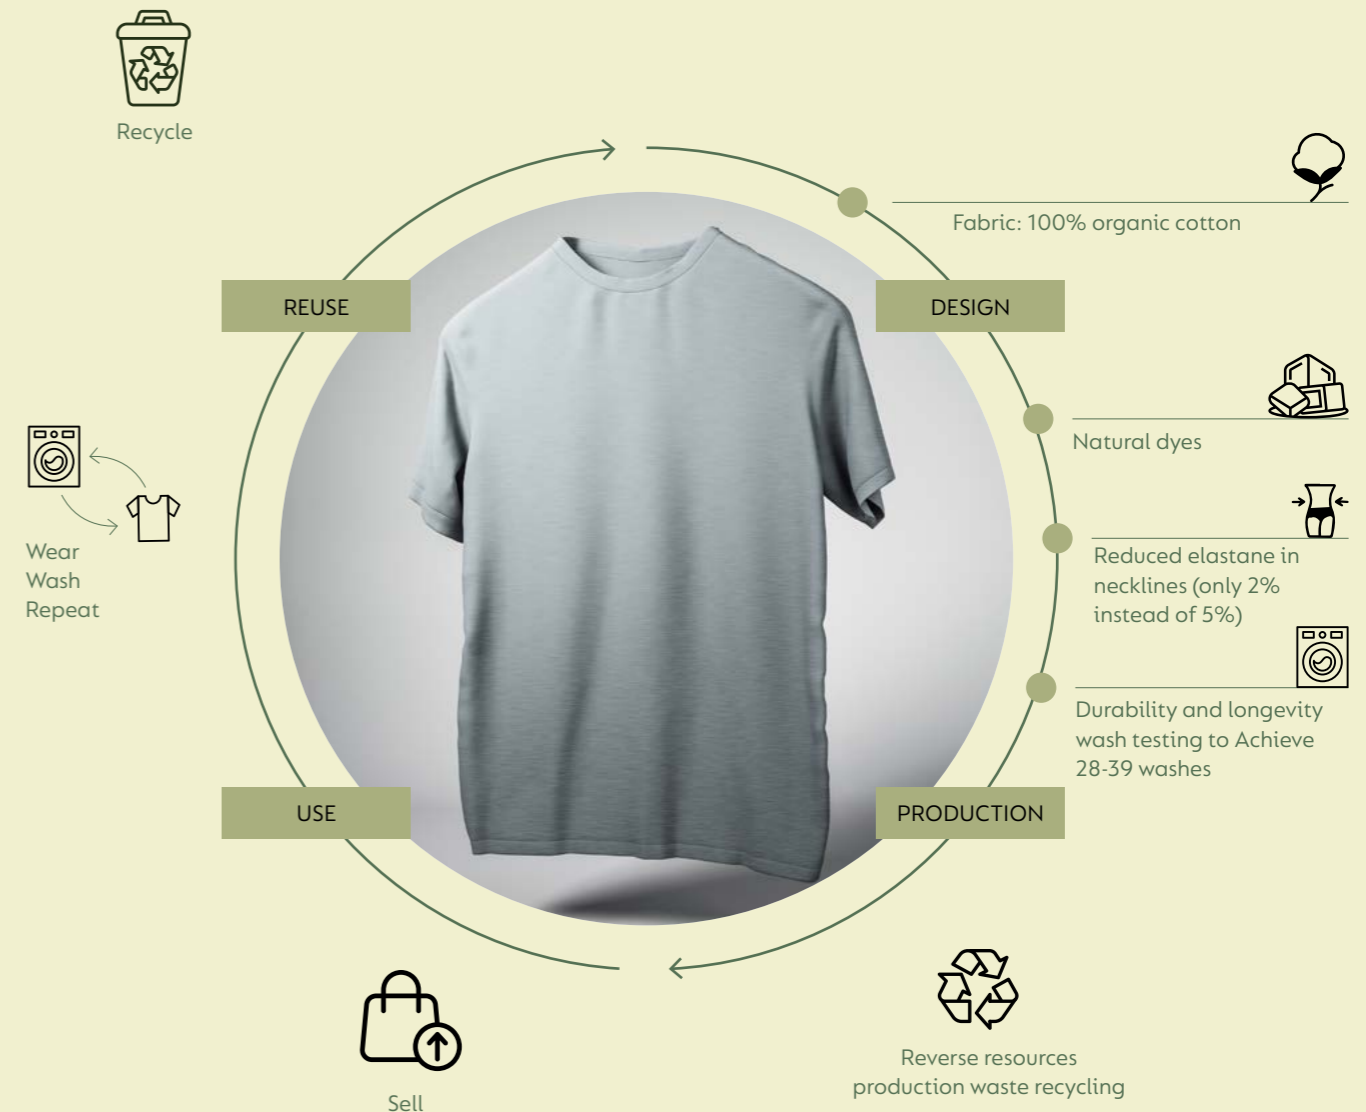 Recycle
Fabric: 100% organic cotton
REUSE
DESIGN
Natural dyes
Wear
Wash
Repeat
Reduced elastane in
necklines (only 2%
instead of 5%)
Durability and longevity
wash testing to Achieve
28-39 washes
USE
PRODUCTION
Reverse resources
production waste recycling
Sell